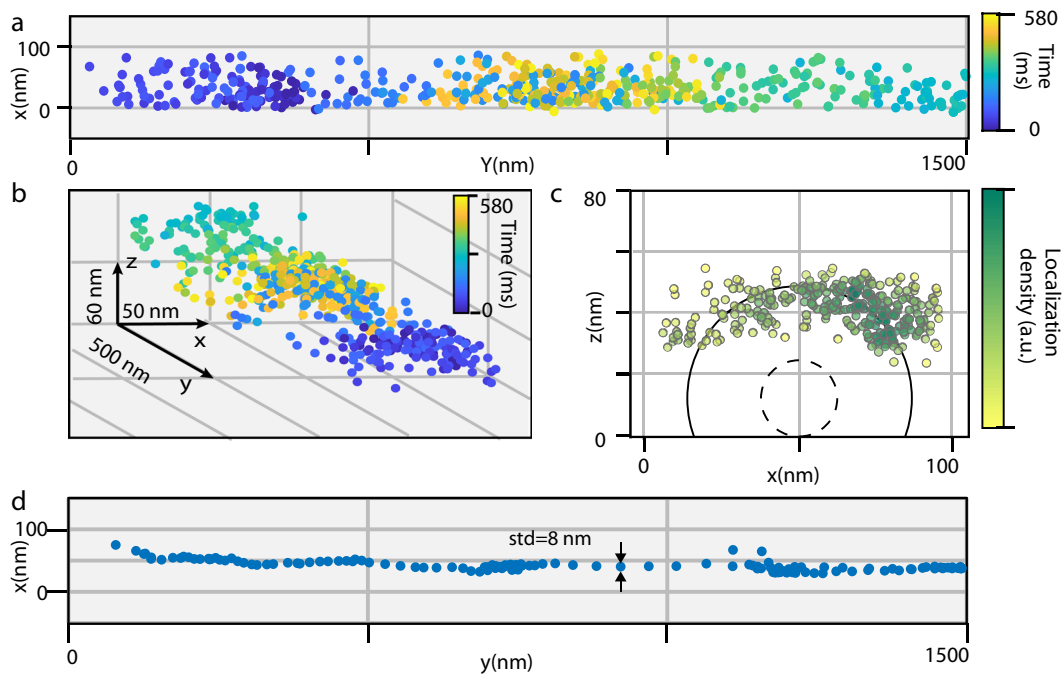 a
100
0
x(nm)
0
Y(nm)
1500
580
Time
(ms)
0
b
z
60 nm
50 nm
x
500 nm
y
580
Time (ms)
0
c
80
z(nm)
0
0
x(nm)
100
Localization
density (a.u.)
d
100
0
x(nm)
std=8 nm
0
y(nm)
1500